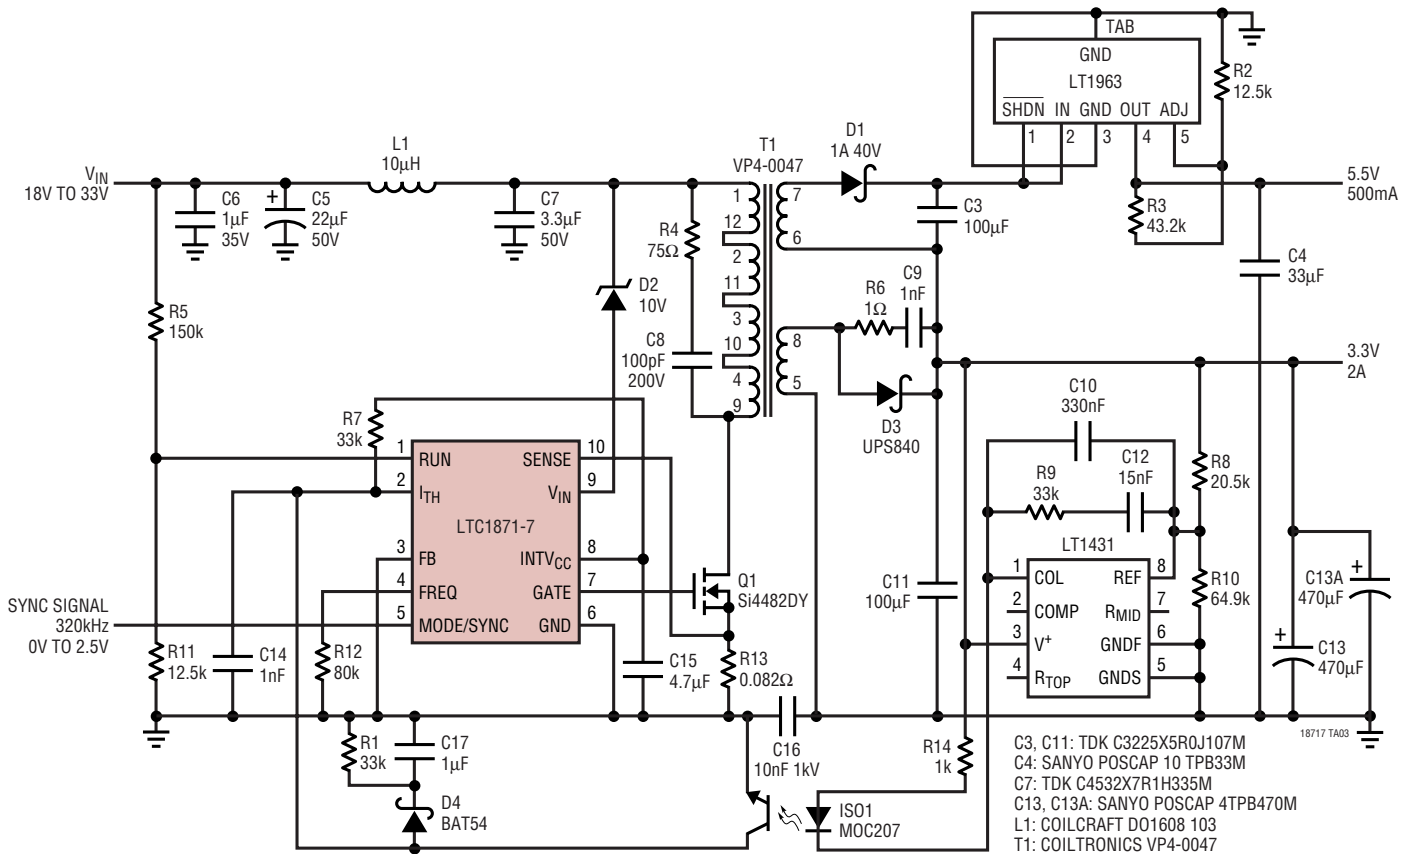 TAB
GND
LT1963
SHDN IN GND OUT ADJ
1 2 3 4 5
R2
12.5k
VIN
18V TO 33V
C6
1µF
35V
+
C5
22µF
50V
L1
10µH
C7
3.3µF
50V
R4
75Ω
D2
10V
C8
100pF
200V
T1
VP4-0047
1
12
2
11
3
10
4
9
7
6
8
5
D1
1A 40V
C3
100µF
R6
1Ω
C9
1nF
D3
UPS840
R3
43.2k
5.5V
500mA
C4
33µF
3.3V
2A
R5
150k
R7
33k
1 RUN
2 ITH
3 FB
4 FREQ
5 MODE/SYNC
LTC1871-7
SENSE 10
VIN 9
INTVCC 8
GATE 7
GND 6
SYNC SIGNAL
320kHz
0V TO 2.5V
R11
12.5k
C14
1nF
R12
80k
C15
4.7µF
Q1
Si4482DY
R13
0.082Ω
C11
100µF
C10
330nF
R9
33k
C12
15nF
LT1431
1 COL
2 COMP
3 V+
4 RTOP
REF 8
RMID 7
GNDF 6
GNDS 5
R8
20.5k
R10
64.9k
C13A
470µF
+
+
C13
470µF
R1
33k
C17
1µF
D4
BAT54
C16
10nF 1kV
ISO1
MOC207
R14
1k
18717 TA03
C3, C11: TDK C3225X5R0J107M
C4: SANYO POSCAP 10 TPB33M
C7: TDK C4532X7R1H335M
C13, C13A: SANYO POSCAP 4TPB470M
L1: COILCRAFT DO1608 103
T1: COILTRONICS VP4-0047